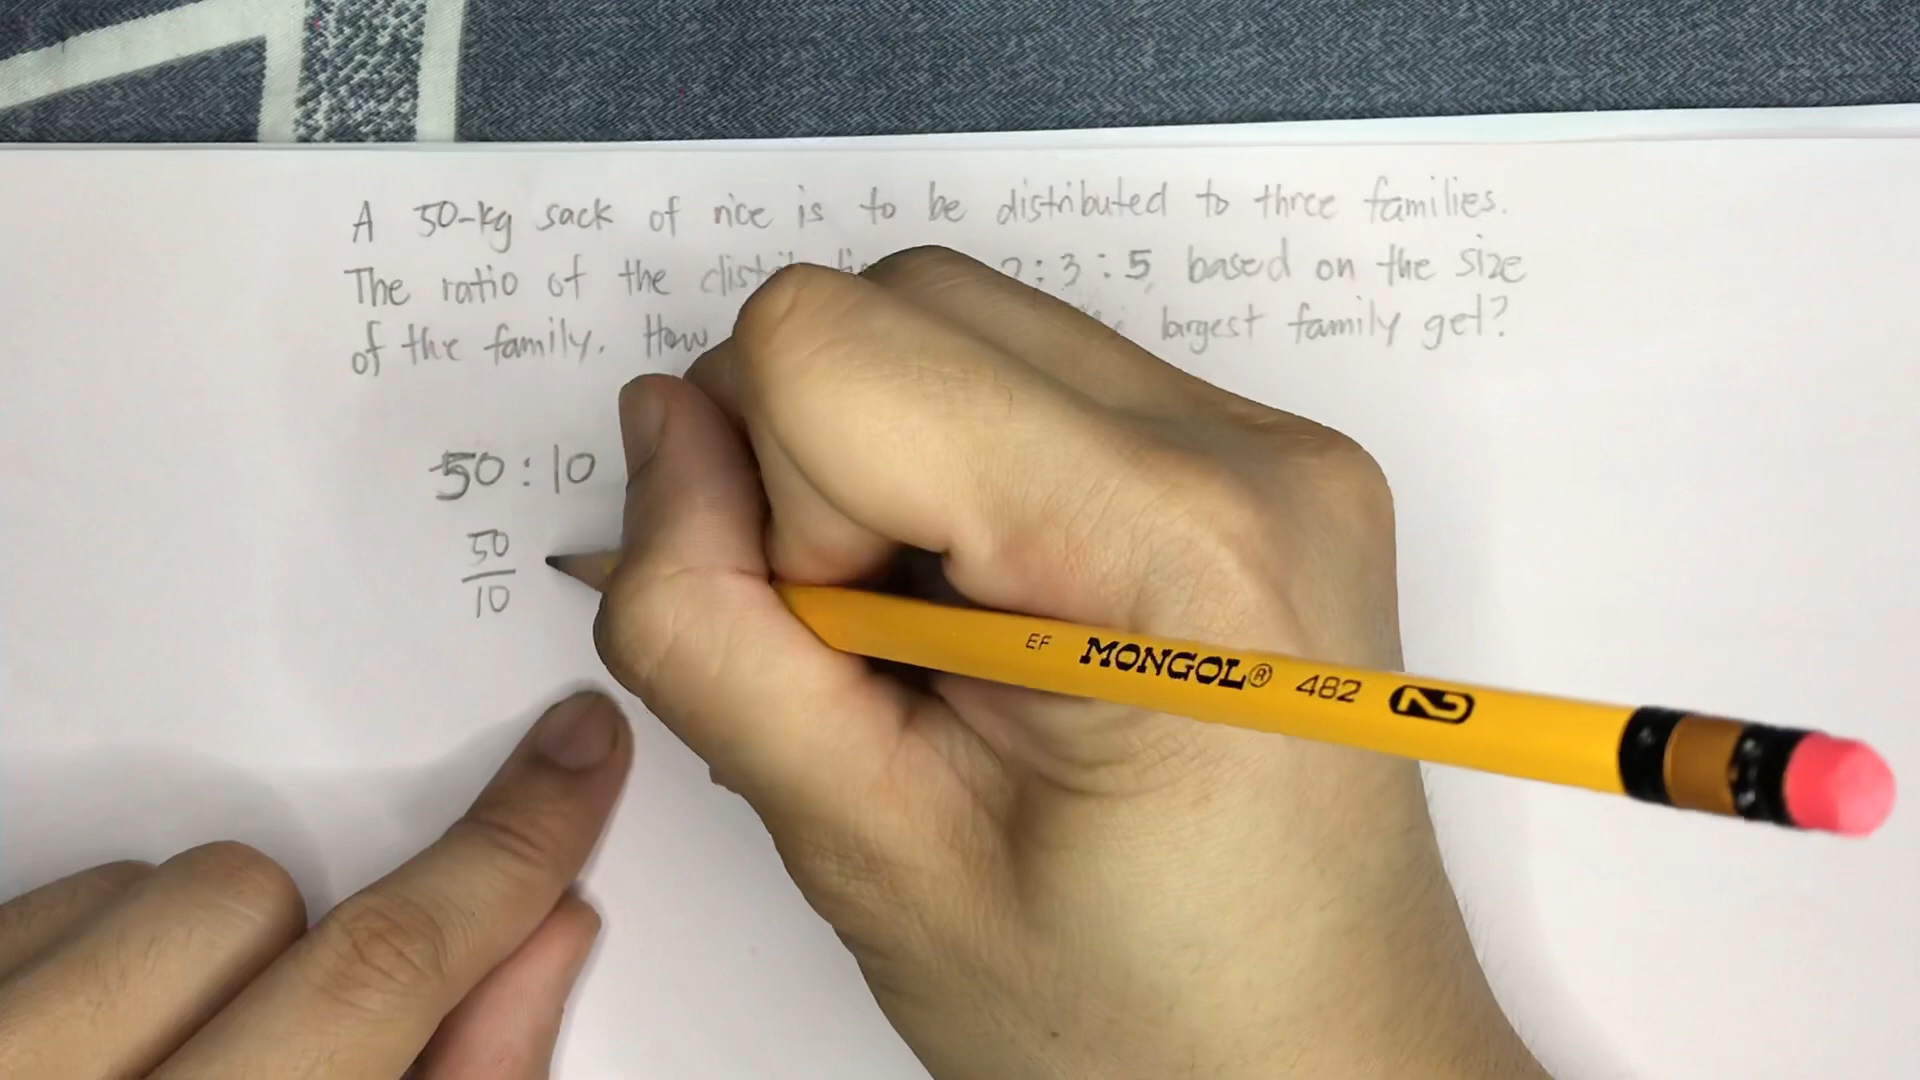 A 50-kg sack of rice is to be distributed to three families.
The ratio of the 2:3:5, based on the size
of the family. How largest family get?
50:10
50
10
EF MONGOL® 482 2